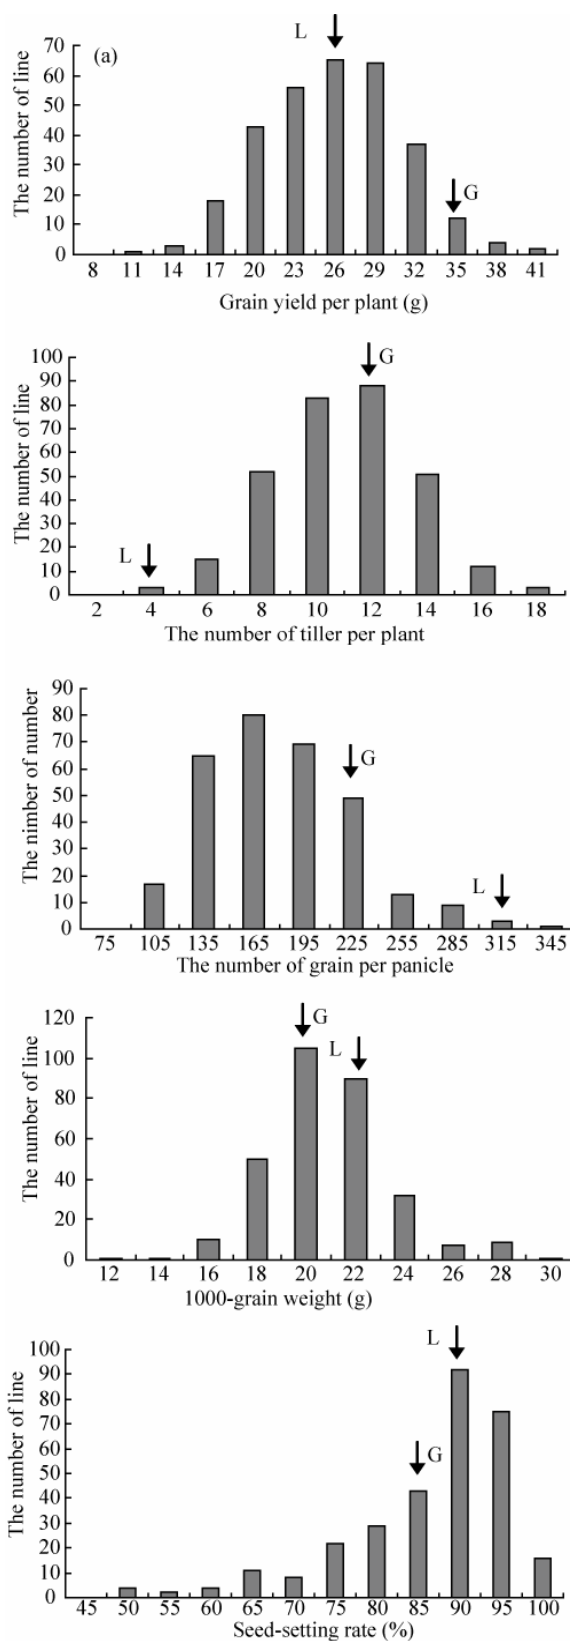 L
70
(a)
60
50
40
30
20
10
0
G
8 11 14 17 20 23 26 29 32 35 38 41
The number of line
Grain yield per plant (g)
100
90
80
70
60
50
40
30
20
10
0
G
L
2 4 6 8 10 12 14 16 18
The number of line
The number of tiller per plant
90
80
70
60
50
40
30
20
10
0
G
L
75 105 135 165 195 225 255 285 315 345
The nimber of number
The number of grain per panicle
120
100
80
60
40
20
0
G
L
12 14 16 18 20 22 24 26 28 30
The number of line
1000-grain weight (g)
L
100
90
80
70
60
50
40
30
20
10
0
G
45 50 55 60 65 70 75 80 85 90 95 100
The number of line
Seed-setting rate (%)